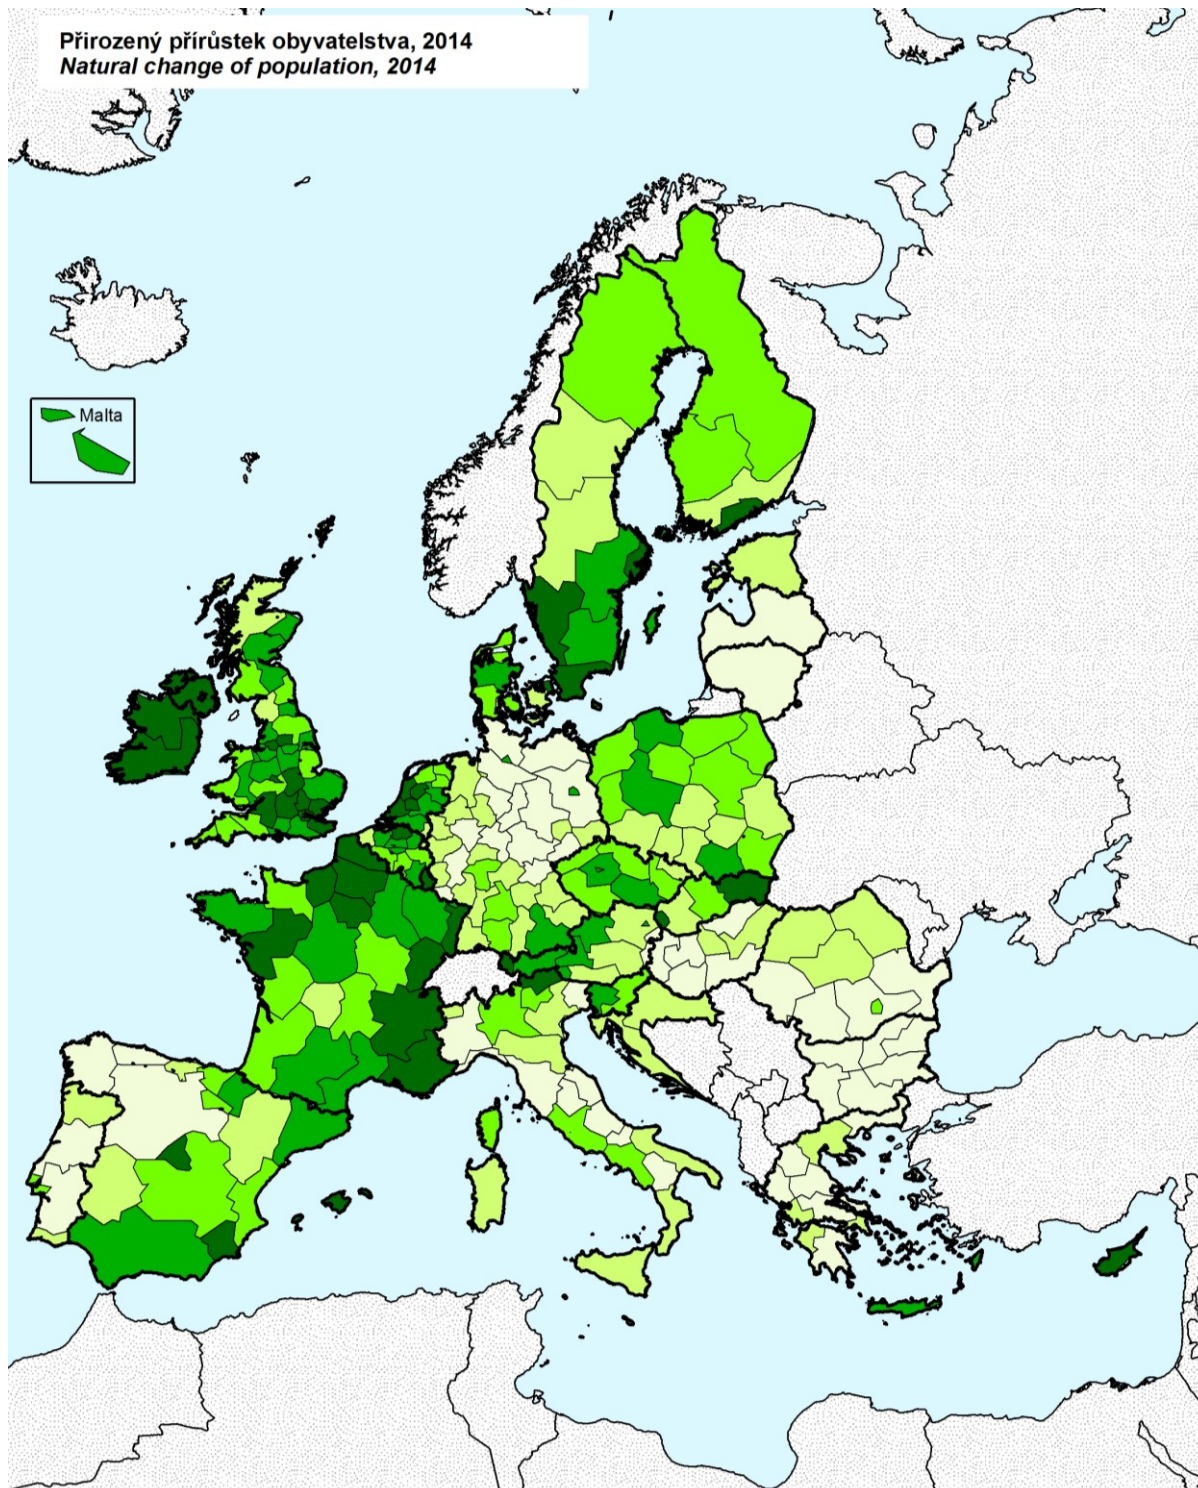 Přirozený přírůstek obyvatelstva, 2014
Natural change of population, 2014
Malta